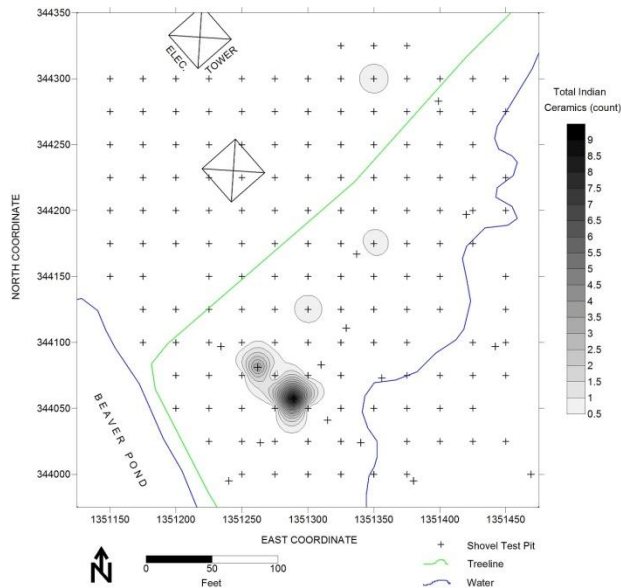 344350
344300
344250
344200
344150
344100
344050
344000
NORTH COORDINATE
ELEC. TOWER
BEAVER POND
1351150 1351200 1351250 1351300 1351350 1351400 1351450
EAST COORDINATE
Total Indian
Ceramics (count)
9
8.5
8
7.5
7
6.5
6
5.5
5
4.5
4
3.5
3
2.5
2
1.5
1
0.5
N
0 50 100
Feet
Shovel Test Pit
Treeline
Water